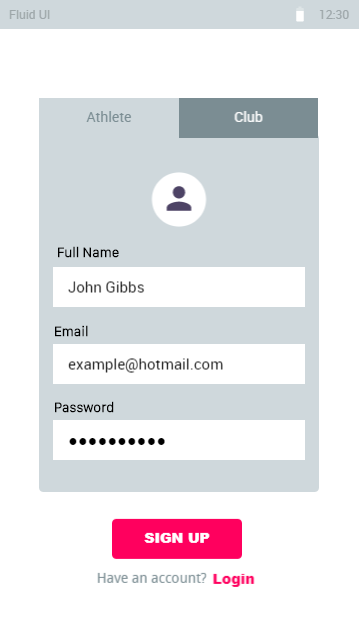 Fluid UI 12:30
Athlete Club
Full Name
John Gibbs
Email
example@hotmail.com
Password
●●●●●●●●●●
SIGN UP
Have an account? Login